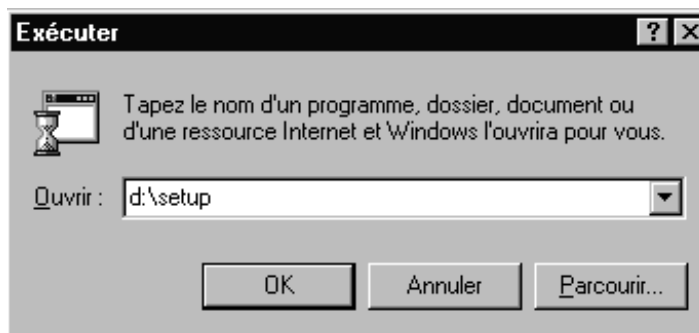 Exécuter
Tapez le nom d'un programme, dossier, document ou
d'une ressource Internet et Windows l'ouvrira pour vous.
Ouvrir : d:\setup
OK Annuler Parcourir...